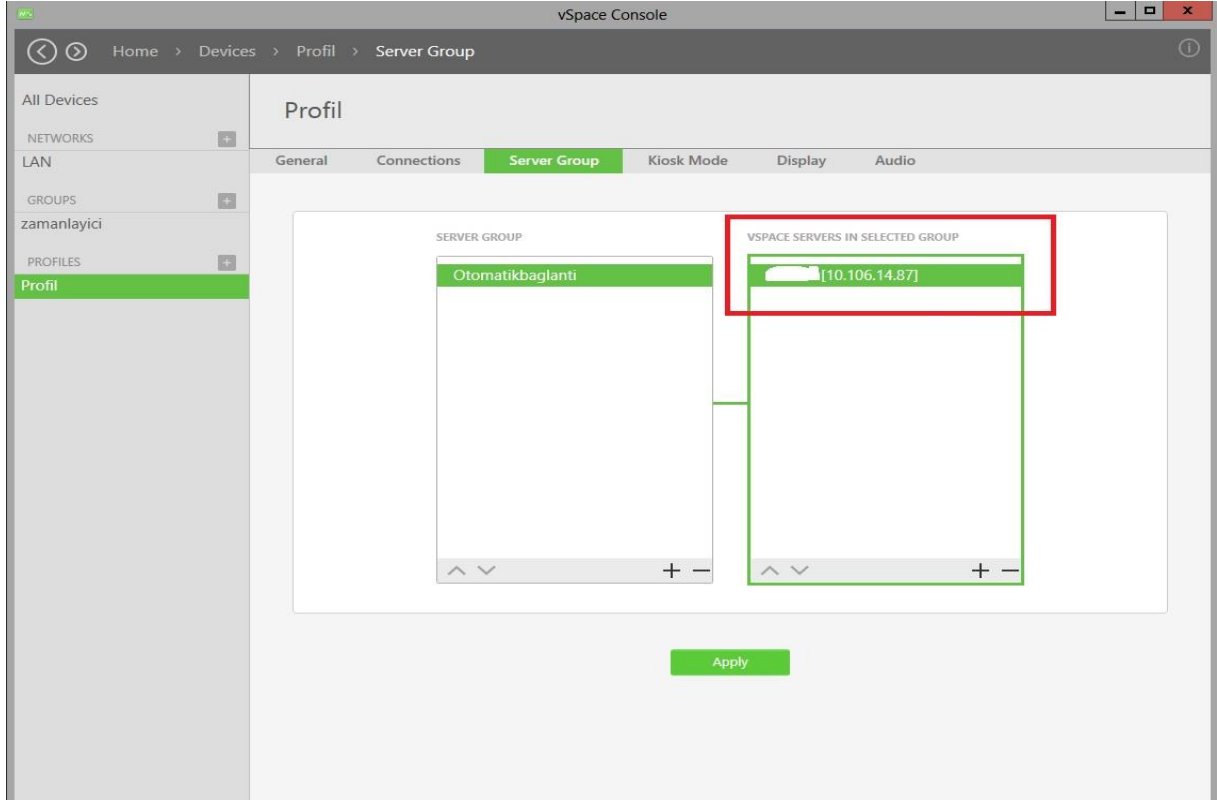 vSpace Console
Home > Devices > Profil > Server Group
All Devices
NETWORKS
LAN
GROUPS
zamanlayici
PROFILES
Profil
Profil
General Connections Server Group Kiosk Mode Display Audio
SERVER GROUP
Otomatikbaglanti
VSPACE SERVERS IN SELECTED GROUP
[10.106.14.87]
Apply